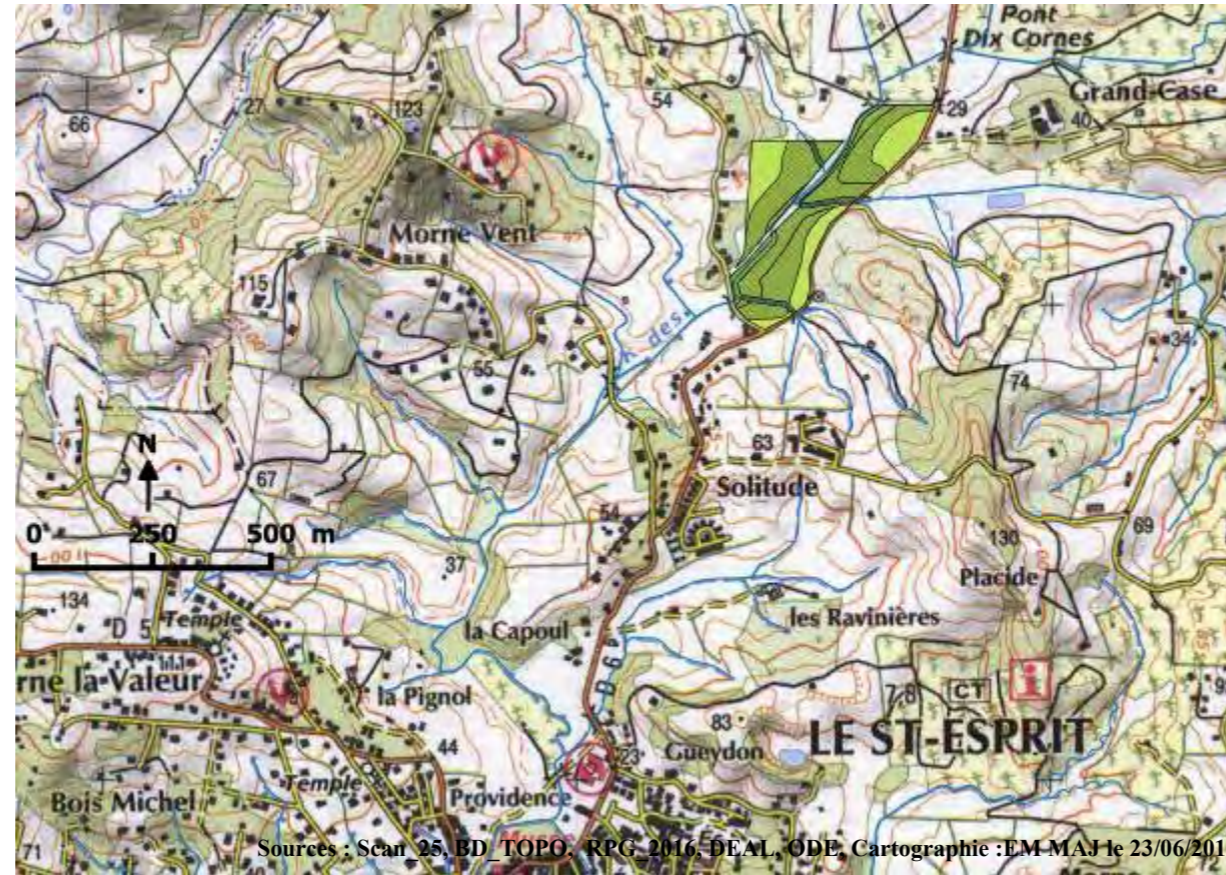 Pont
Dix Cornes
66
27
123
54
Grand-Case
40
29
Morne Vent
115
R. des
55
34
74
63
N
67
Solitude
0 250 500 m
54
130
69
37
Placide
134
D 5
Temple
la Capoul
les Ravinières
rne la Valeur
la Pignol
D 5
CT
i
83
LE ST-ESPRIT
44
23
Gueydon
Temple
Bois Michel
Providence
Musée
71
Sources : Scan_25, BD_TOPO, RPG_2016, DEAL, ODE, Cartographie :EM MAJ le 23/06/201